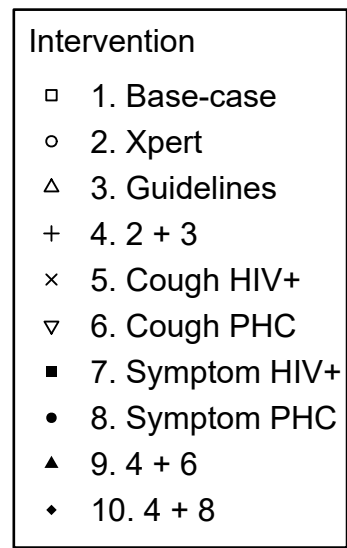 Intervention
1. Base-case
2. Xpert
3. Guidelines
4. 2 + 3
5. Cough HIV+
6. Cough PHC
7. Symptom HIV+
8. Symptom PHC
9. 4 + 6
10. 4 + 8